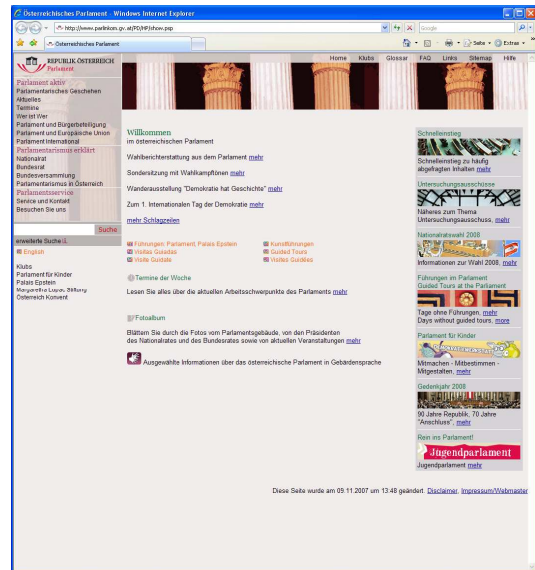 Österreichisches Parlament - Windows Internet Explorer
http://www.parlinkom.gv.at/PD/HP/show.psp
Google
Österreichisches Parlament
Seite
Extras
REPUBLIK ÖSTERREICH
Parlament
Home Klubs Glossar FAQ Links Sitemap Hilfe
Parlament aktiv
Parlamentarisches Geschehen
Aktuelles
Termine
Wer ist Wer
Parlament und Bürgerbeteiligung
Parlament und Europäische Union
Parlament International
Parlamentarismus erklärt
Nationalrat
Bundesrat
Bundesversammlung
Parlamentarismus in Österreich
Parlamentsservice
Service und Kontakt
Besuchen Sie uns
Suche
erweiterte Suche
English
Klubs
Parlament für Kinder
Palais Epstein
Margaretha Lupac Stiftung
Österreich Konvent
Willkommen
im österreichischen Parlament
Wahlberichterstattung aus dem Parlament mehr
Sondersitzung mit Wahlkampftönen mehr
Wanderausstellung "Demokratie hat Geschichte" mehr
Zum 1. Internationalen Tag der Demokratie mehr
mehr Schlagzeilen
Führungen: Parlament, Palais Epstein
Kunstführungen
Visitas Guiadas
Guided Tours
Visite Guidate
Visites Guidées
Termine der Woche
Lesen Sie alles über die aktuellen Arbeitsschwerpunkte des Parlaments mehr
Fotoalbum
Blättern Sie durch die Fotos vom Parlamentsgebäude, von den Präsidenten
des Nationalrates und des Bundesrates sowie von aktuellen Veranstaltungen mehr
Ausgewählte Informationen über das österreichische Parlament in Gebärdensprache
Schnelleinstieg
Schnelleinstieg zu häufig
abgefragten Inhalten mehr
Untersuchungsausschüsse
Näheres zum Thema
Untersuchungsausschuss, mehr
Nationalratswahl 2008
Informationen zur Wahl 2008, mehr
Führungen im Parlament
Guided Tours at the Parliament
Tage ohne Führungen, mehr
Days without guided tours, more
Parlament für Kinder
Mitmachen - Mitbestimmen -
Mitgestalten, mehr
Gedenkjahr 2008
90 Jahre Republik, 70 Jahre
"Anschluss", mehr
Rein ins Parlament!
Jugendparlament
Jugendparlament mehr
Diese Seite wurde am 09.11.2007 um 13:48 geändert. Disclaimer, Impressum/Webmaster